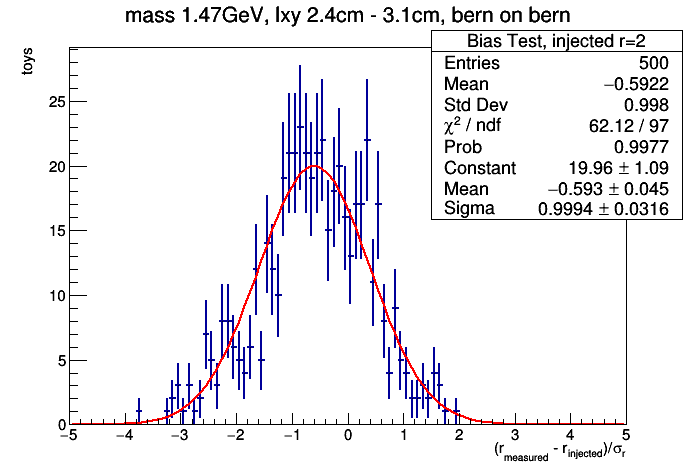 mass 1.47GeV, lxy 2.4cm - 3.1cm, bern on bern
Bias Test, injected r=2
Entries 500
Mean −0.5922
Std Dev 0.998
χ² / ndf 62.12 / 97
Prob 0.9977
Constant 19.96 ± 1.09
Mean −0.593 ± 0.045
Sigma 0.9994 ± 0.0316
toys
25
20
15
10
5
0
−5 −4 −3 −2 −1 0 1 2 3 4 5
(r_measured - r_injected)/σ_r